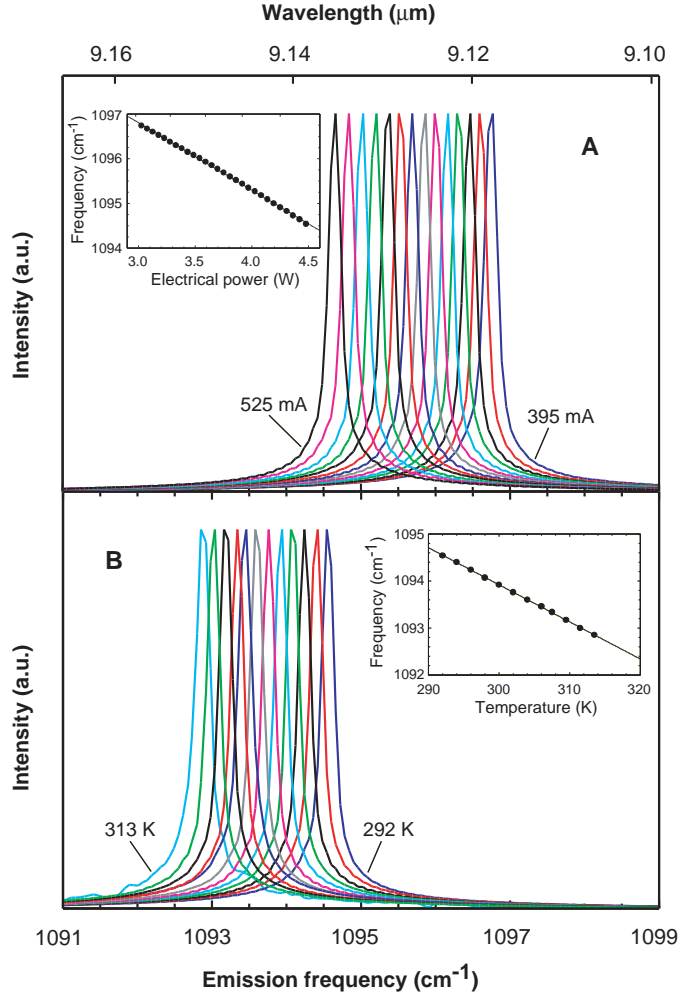 Wavelength (μm)
9.16 9.14 9.12 9.10
A
1097
1096
1095
1094
Frequency (cm-1)
3.0 3.5 4.0 4.5
Electrical power (W)
Intensity (a.u.)
525 mA
395 mA
B
1095
1094
1093
1092
Frequency (cm-1)
290 300 310 320
Temperature (K)
Intensity (a.u.)
313 K
292 K
1091 1093 1095 1097 1099
Emission frequency (cm-1)